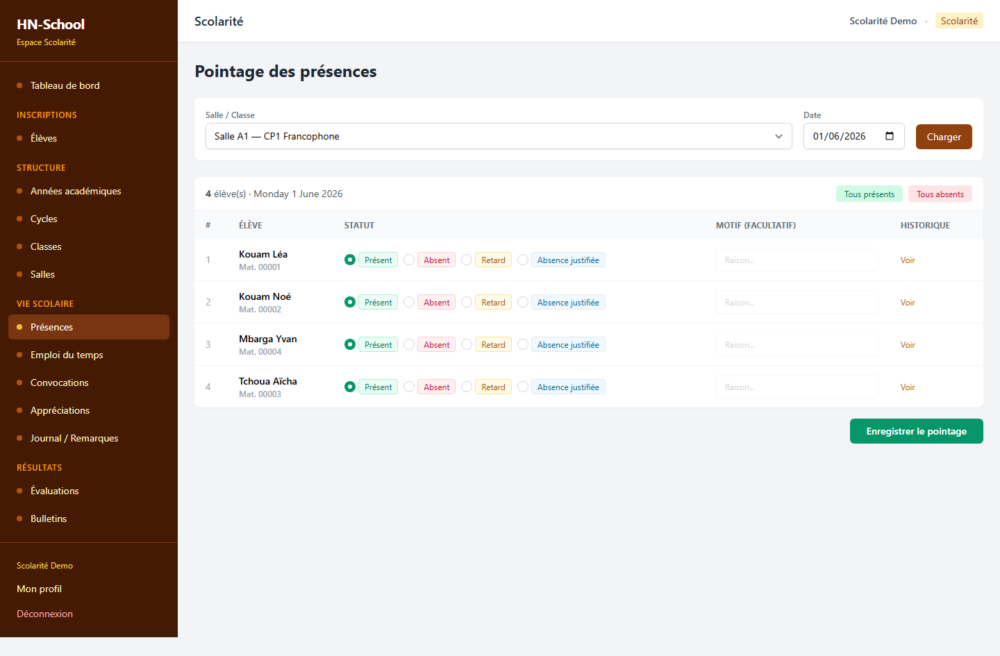 HN-School
Espace Scolarité
Tableau de bord
INSCRIPTIONS
Élèves
STRUCTURE
Années académiques
Cycles
Classes
Salles
VIE SCOLAIRE
Présences
Emploi du temps
Convocations
Appréciations
Journal / Remarques
RÉSULTATS
Évaluations
Bulletins
Scolarité Demo
Mon profil
Déconnexion
Scolarité
Scolarité Demo · Scolarité
Pointage des présences
Salle / Classe
Date
Salle A1 — CP1 Francophone
01/06/2026
Charger
4 élève(s) · Monday 1 June 2026
Tous présents
Tous absents
# ÉLÈVE STATUT MOTIF (FACULTATIF) HISTORIQUE
1 Kouam Léa Présent Absent Retard Absence justifiée Raison... Voir
Mat. 00001
2 Kouam Noé Présent Absent Retard Absence justifiée Raison... Voir
Mat. 00002
3 Mbarga Yvan Présent Absent Retard Absence justifiée Raison... Voir
Mat. 00004
4 Tchoua Aïcha Présent Absent Retard Absence justifiée Raison... Voir
Mat. 00003
Enregistrer le pointage